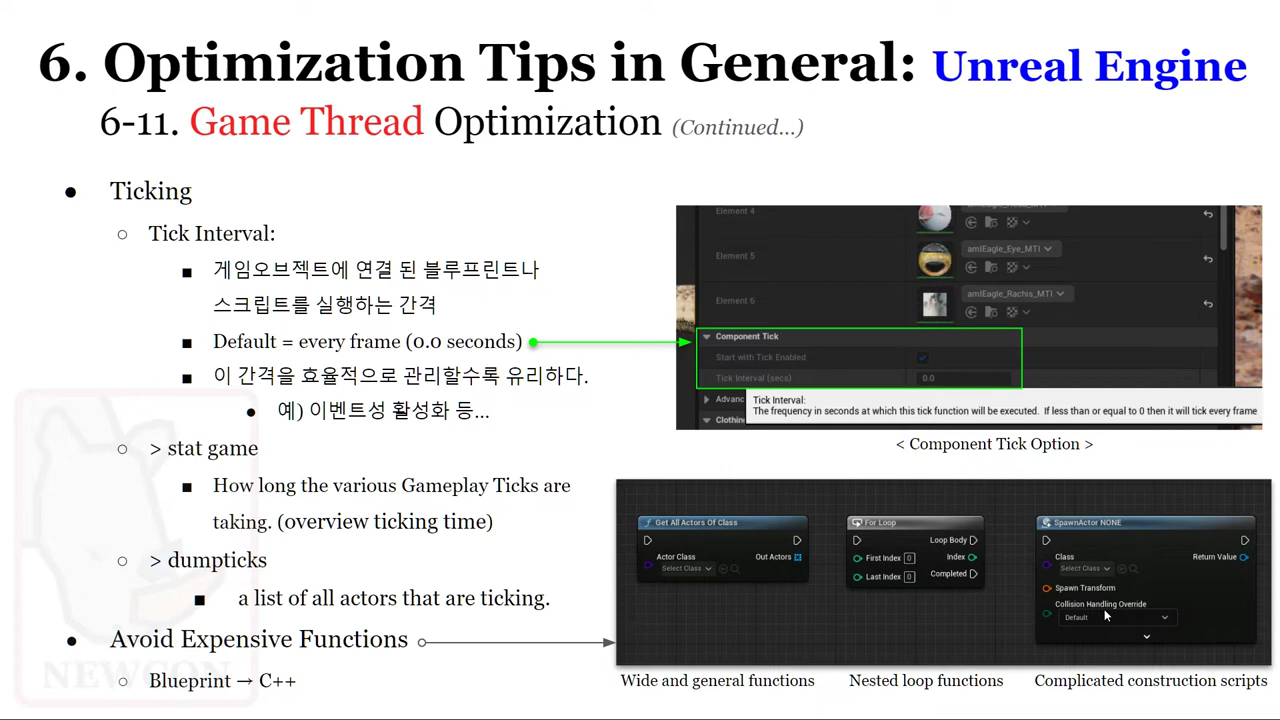 6. Optimization Tips in General: Unreal Engine
6-11. Game Thread Optimization (Continued...)
● Ticking
○ Tick Interval:
■ 게임오브젝트에 연결 된 블루프린트나
스크립트를 실행하는 간격
■ Default = every frame (0.0 seconds)
■ 이 간격을 효율적으로 관리할수록 유리하다.
● 예) 이벤트성 활성화 등...
○ > stat game
■ How long the various Gameplay Ticks are
taking. (overview ticking time)
○ > dumpticks
■ a list of all actors that are ticking.
● Avoid Expensive Functions
○ Blueprint → C++
NEWCON
Element 4
Element 5
amlEagle_Eye_MTI
Element 6
amlEagle_Rachis_MTI
Component Tick
Start with Tick Enabled
Tick Interval (secs) 0.0
Advanc
Tick Interval:
The frequency in seconds at which this tick function will be executed. If less than or equal to 0 then it will tick every frame
Clothing
< Component Tick Option >
Get All Actors Of Class
Actor Class
Out Actors
Select Class
For Loop
Loop Body
First Index 0
Index
Last Index 0
Completed
SpawnActor NONE
Class
Return Value
Select Class
Spawn Transform
Collision Handling Override
Default
Wide and general functions
Nested loop functions
Complicated construction scripts